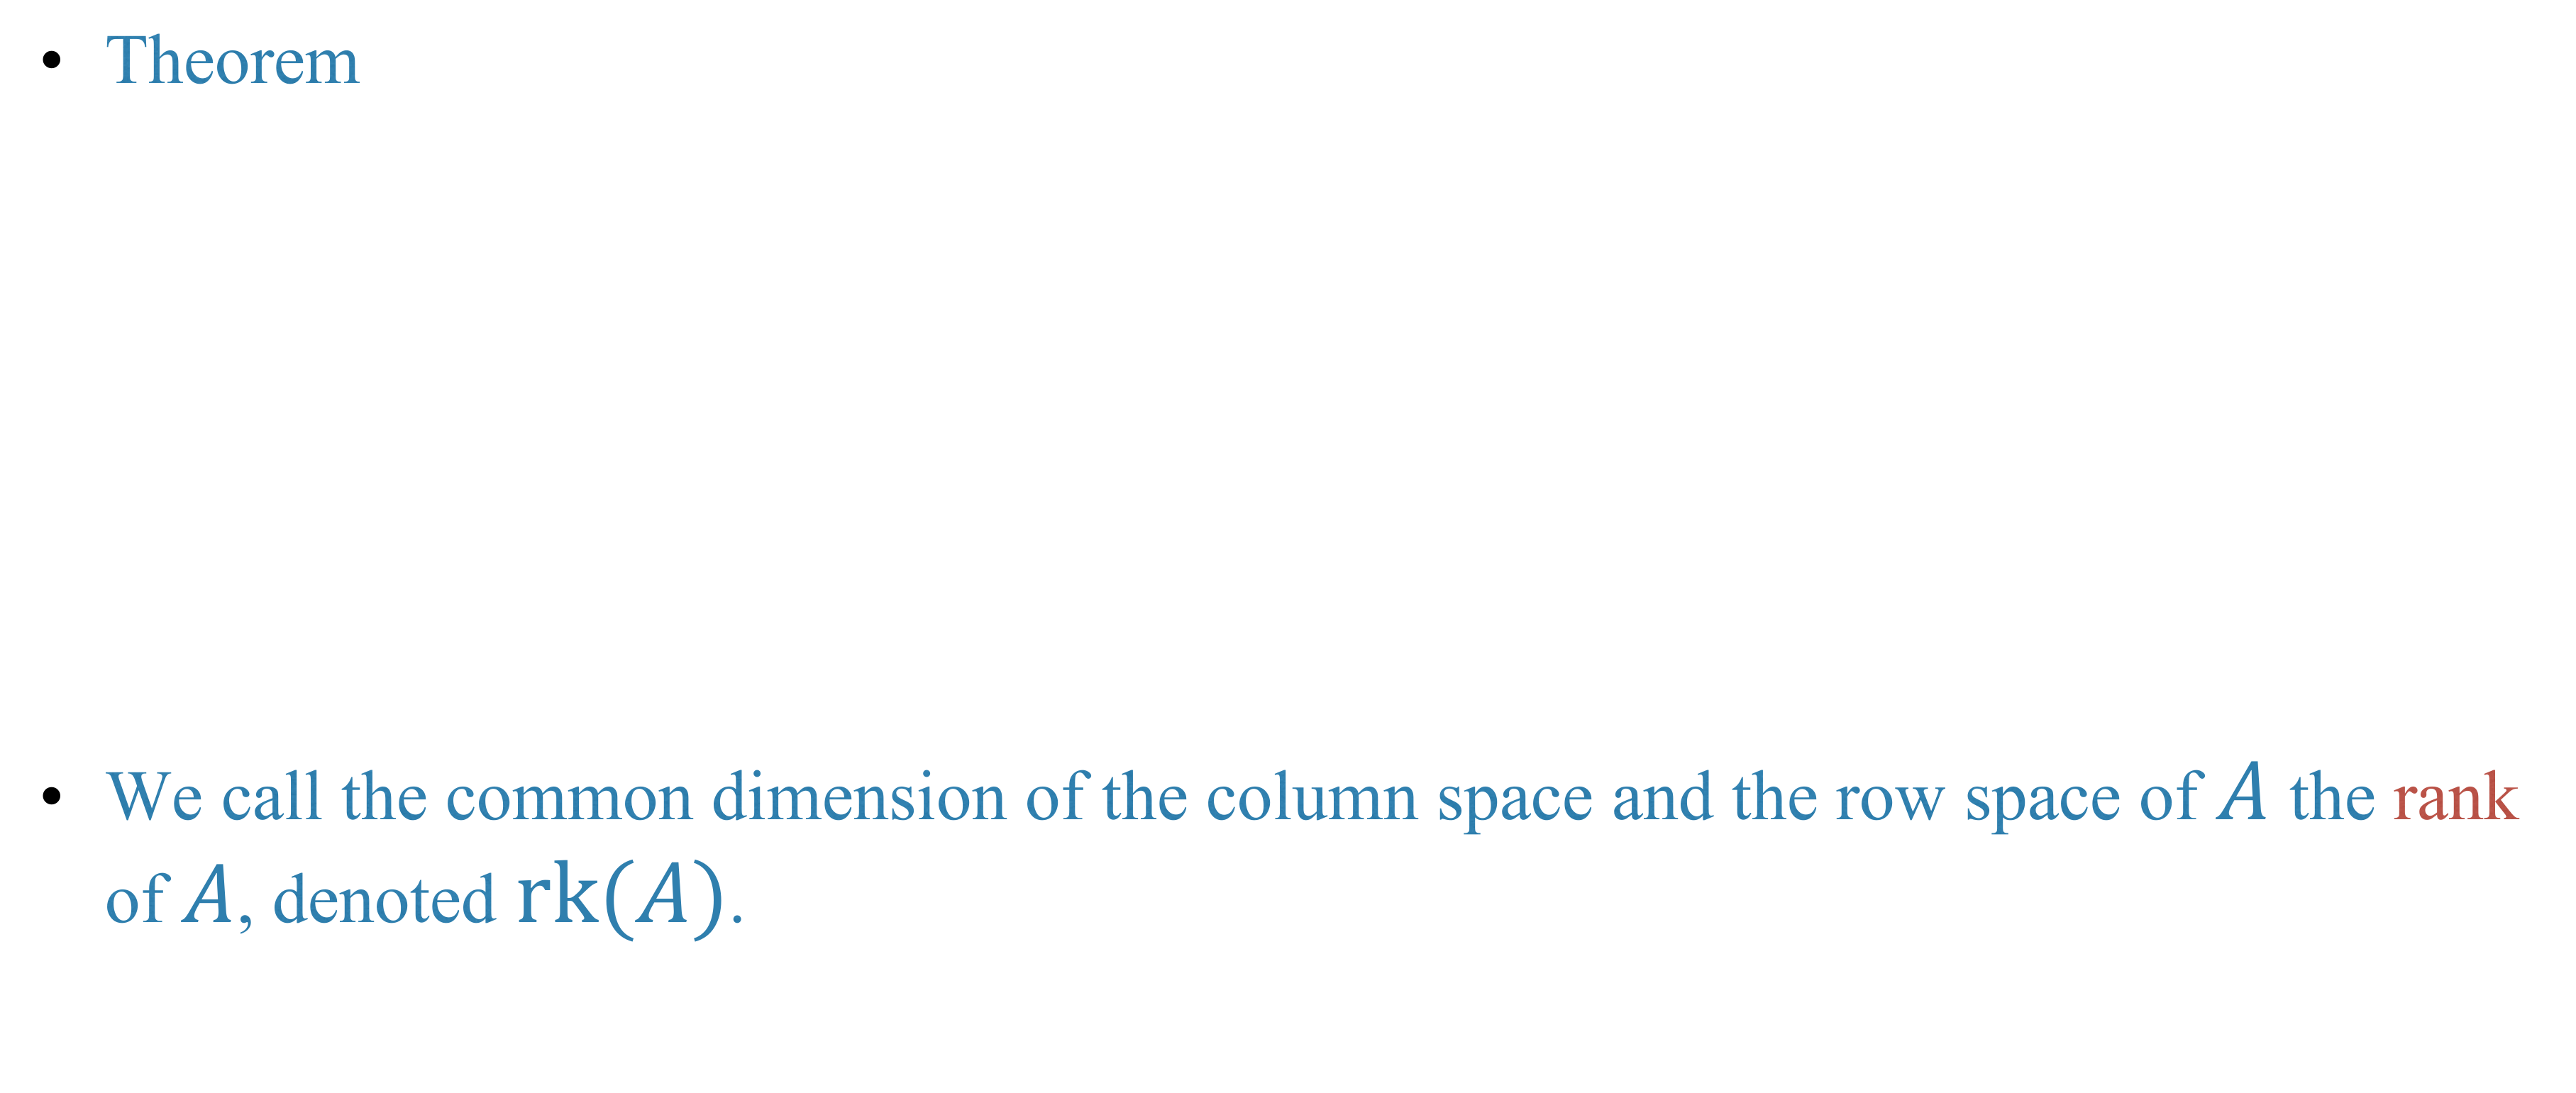 • Theorem
• We call the common dimension of the column space and the row space of 𝐴 the rank
of 𝐴, denoted rk(𝐴).